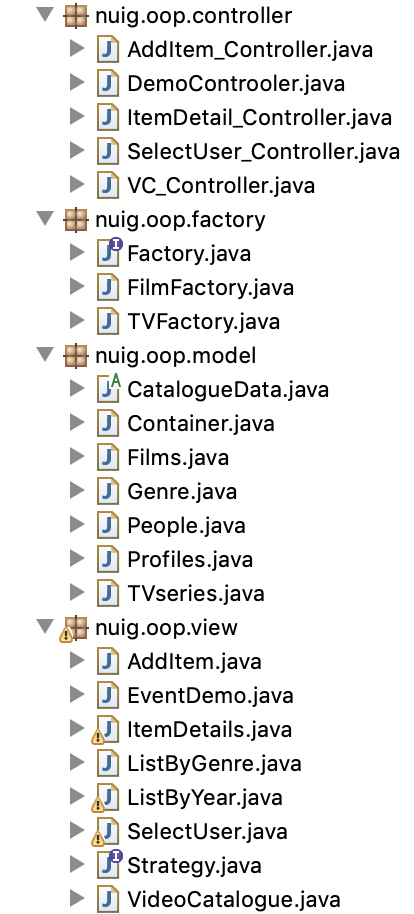 nuig.oop.controller
AddItem_Controller.java
DemoControoler.java
ItemDetail_Controller.java
SelectUser_Controller.java
VC_Controller.java
nuig.oop.factory
Factory.java
FilmFactory.java
TVFactory.java
nuig.oop.model
CatalogueData.java
Container.java
Films.java
Genre.java
People.java
Profiles.java
TVseries.java
nuig.oop.view
AddItem.java
EventDemo.java
ItemDetails.java
ListByGenre.java
ListByYear.java
SelectUser.java
Strategy.java
VideoCatalogue.java